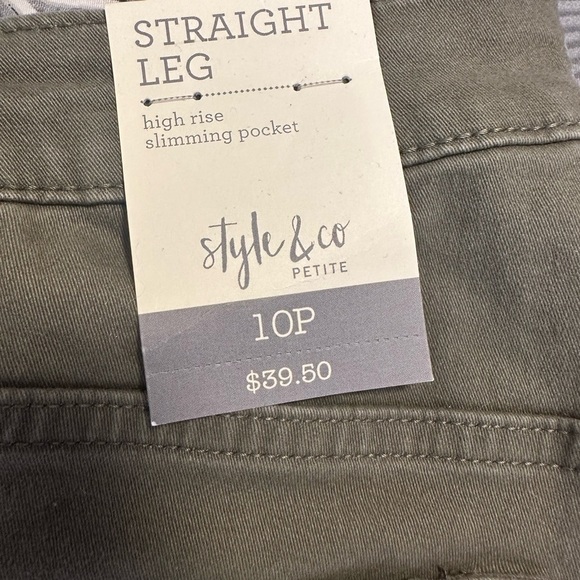 STRAIGHT
LEG
high rise
slimming pocket
style & co
PETITE
10P
$39.50